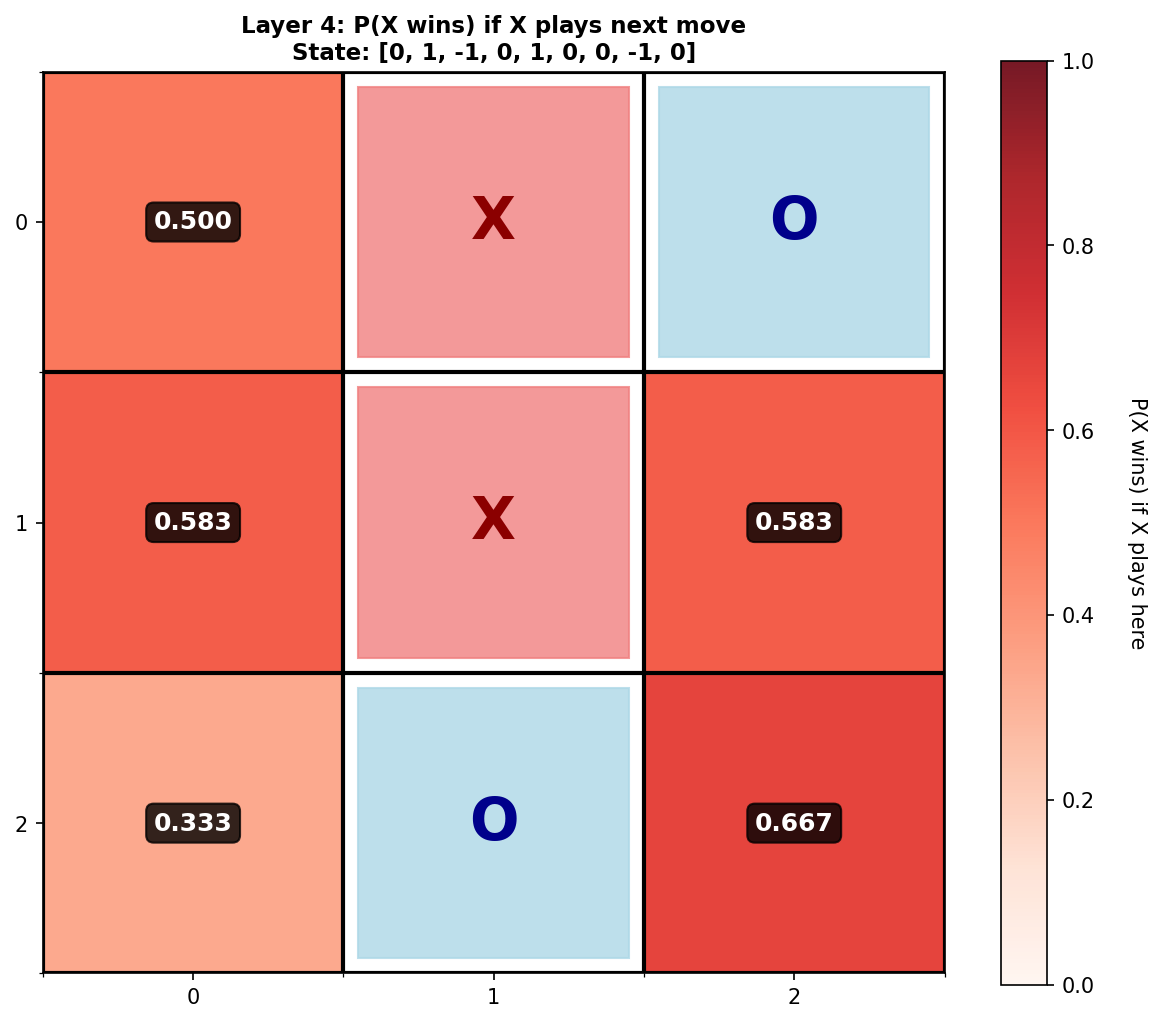 Layer 4: P(X wins) if X plays next move
State: [0, 1, -1, 0, 1, 0, 0, -1, 0]
0
0.500
X
O
1
0.583
X
0.583
2
0.333
O
0.667
0
1
2
1.0
0.8
0.6
0.4
0.2
0.0
P(X wins) if X plays here